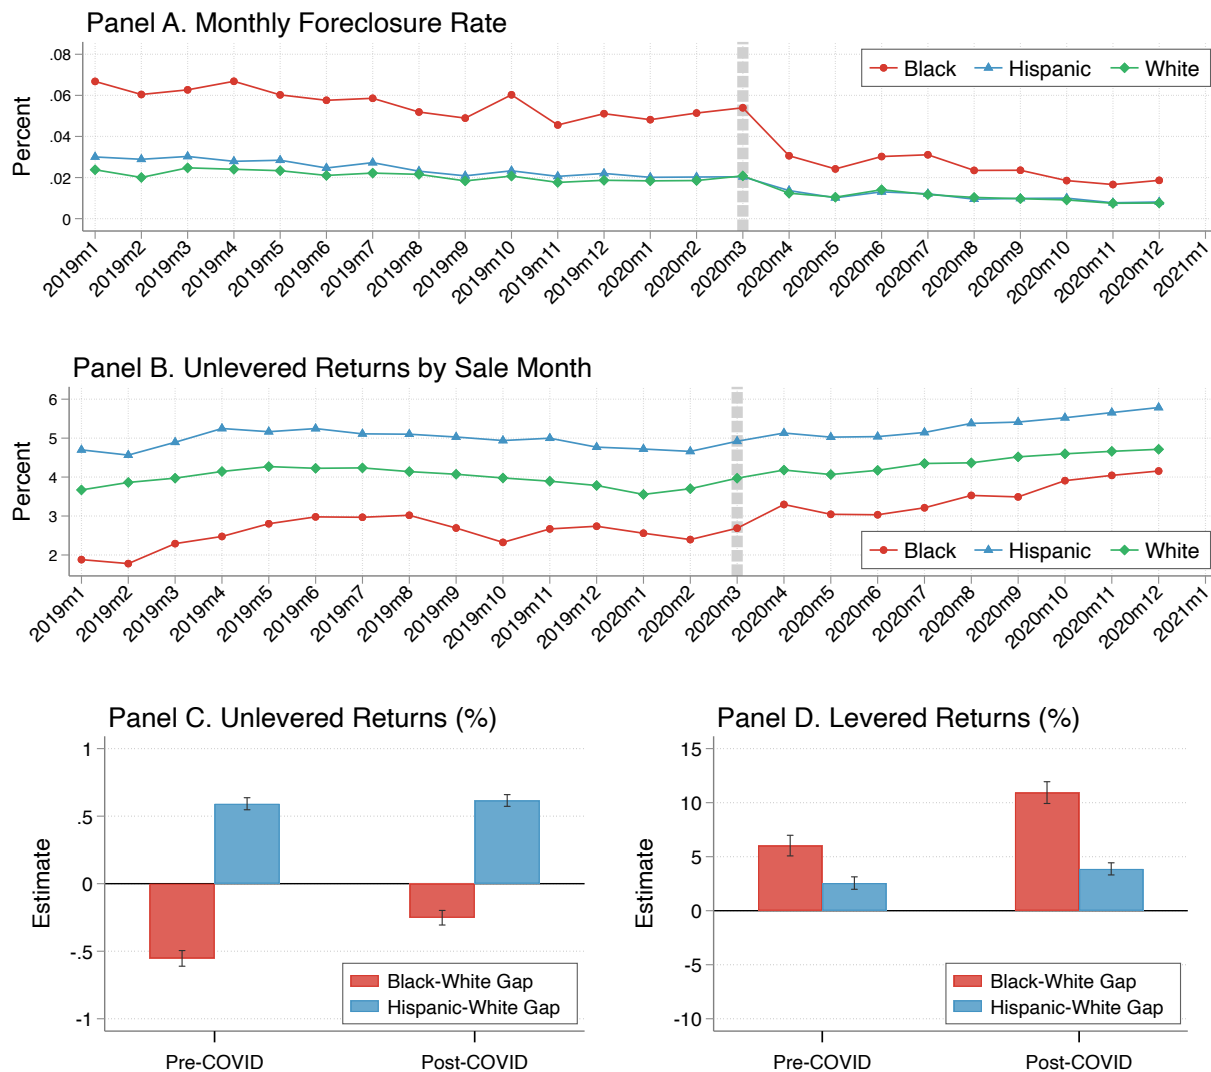 Panel A. Monthly Foreclosure Rate
Percent
.08
.06
.04
.02
0
Black
Hispanic
White
2019m1
2019m2
2019m3
2019m4
2019m5
2019m6
2019m7
2019m8
2019m9
2019m10
2019m11
2019m12
2020m1
2020m2
2020m3
2020m4
2020m5
2020m6
2020m7
2020m8
2020m9
2020m10
2020m11
2020m12
2021m1
Panel B. Unlevered Returns by Sale Month
Percent
6
5
4
3
2
Black
Hispanic
White
2019m1
2019m2
2019m3
2019m4
2019m5
2019m6
2019m7
2019m8
2019m9
2019m10
2019m11
2019m12
2020m1
2020m2
2020m3
2020m4
2020m5
2020m6
2020m7
2020m8
2020m9
2020m10
2020m11
2020m12
2021m1
Panel C. Unlevered Returns (%)
Estimate
1
.5
0
-.5
-1
Black-White Gap
Hispanic-White Gap
Pre-COVID
Post-COVID
Panel D. Levered Returns (%)
Estimate
15
10
5
0
-5
-10
Black-White Gap
Hispanic-White Gap
Pre-COVID
Post-COVID